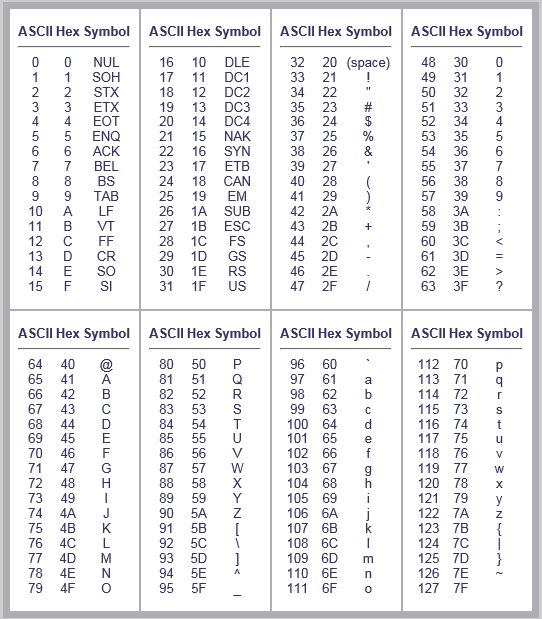 ASCII Hex Symbol
0 0 NUL
1 1 SOH
2 2 STX
3 3 ETX
4 4 EOT
5 5 ENQ
6 6 ACK
7 7 BEL
8 8 BS
9 9 TAB
10 A LF
11 B VT
12 C FF
13 D CR
14 E SO
15 F SI
ASCII Hex Symbol
16 10 DLE
17 11 DC1
18 12 DC2
19 13 DC3
20 14 DC4
21 15 NAK
22 16 SYN
23 17 ETB
24 18 CAN
25 19 EM
26 1A SUB
27 1B ESC
28 1C FS
29 1D GS
30 1E RS
31 1F US
ASCII Hex Symbol
32 20 (space)
33 21 !
34 22 "
35 23 #
36 24 $
37 25 %
38 26 &
39 27 '
40 28 (
41 29 )
42 2A *
43 2B +
44 2C ,
45 2D -
46 2E .
47 2F /
ASCII Hex Symbol
48 30 0
49 31 1
50 32 2
51 33 3
52 34 4
53 35 5
54 36 6
55 37 7
56 38 8
57 39 9
58 3A :
59 3B ;
60 3C <
61 3D =
62 3E >
63 3F ?
ASCII Hex Symbol
64 40 @
65 41 A
66 42 B
67 43 C
68 44 D
69 45 E
70 46 F
71 47 G
72 48 H
73 49 I
74 4A J
75 4B K
76 4C L
77 4D M
78 4E N
79 4F O
ASCII Hex Symbol
80 50 P
81 51 Q
82 52 R
83 53 S
84 54 T
85 55 U
86 56 V
87 57 W
88 58 X
89 59 Y
90 5A Z
91 5B [
92 5C \
93 5D ]
94 5E ^
95 5F _
ASCII Hex Symbol
96 60 `
97 61 a
98 62 b
99 63 c
100 64 d
101 65 e
102 66 f
103 67 g
104 68 h
105 69 i
106 6A j
107 6B k
108 6C l
109 6D m
110 6E n
111 6F o
ASCII Hex Symbol
112 70 p
113 71 q
114 72 r
115 73 s
116 74 t
117 75 u
118 76 v
119 77 w
120 78 x
121 79 y
122 7A z
123 7B {
124 7C |
125 7D }
126 7E ~
127 7F